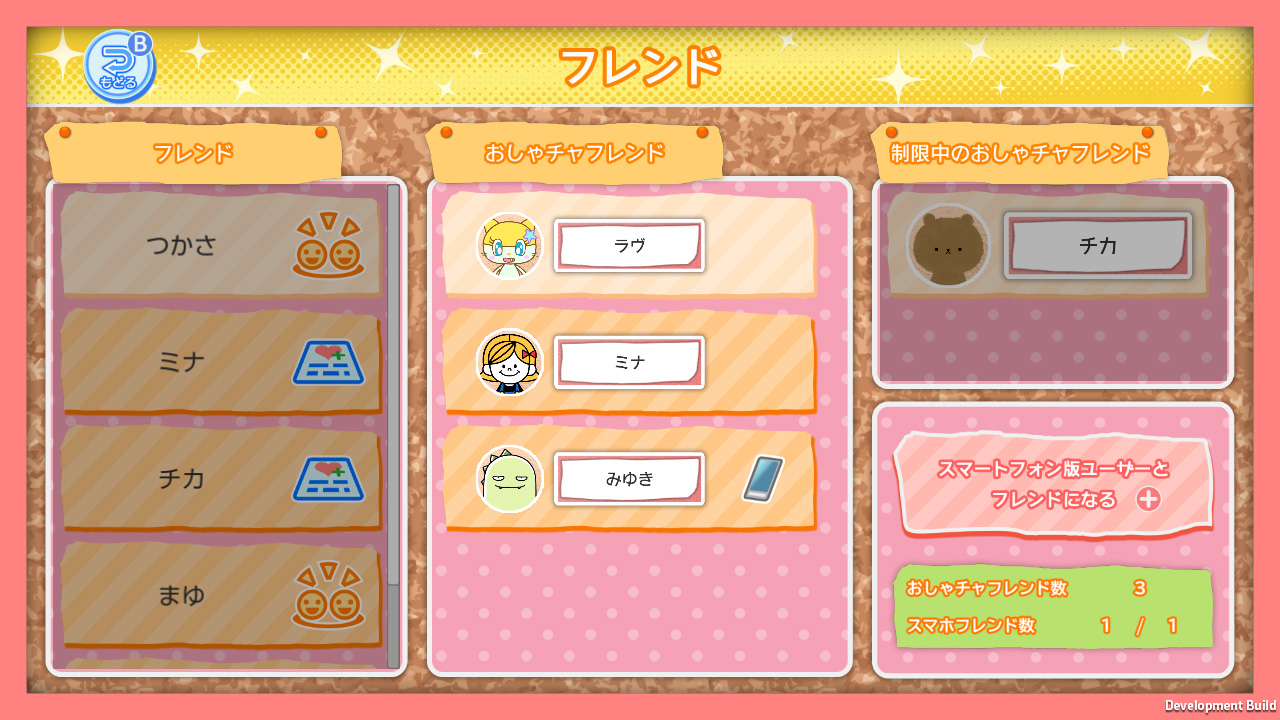 B
もどる
フレンド
フレンド
つかさ
ミナ
チカ
まゆ
おしゃチャフレンド
ラヴ
ミナ
みゆき
制限中のおしゃチャフレンド
チカ
スマートフォン版ユーザーと
フレンドになる
おしゃチャフレンド数 3
スマホフレンド数 1 / 1
Development Build